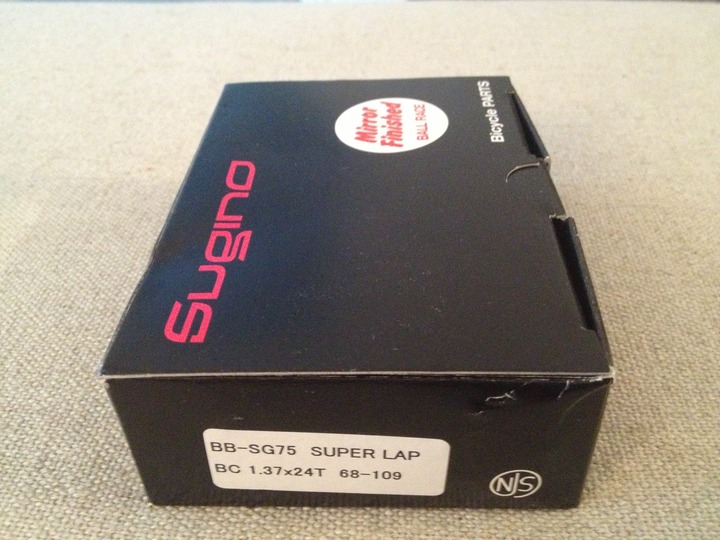 Sugino
Mirror
Finished
BALL RACE
Bicycle PARTS
BB-SG75 SUPER LAP
BC 1.37x24T 68-109
NJS